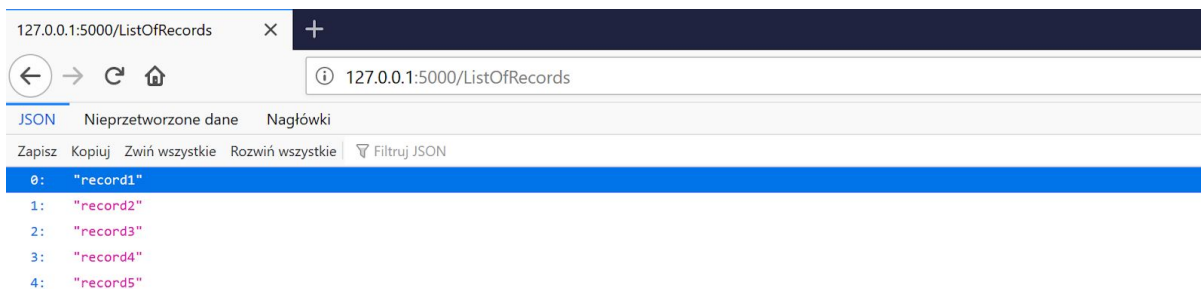 127.0.0.1:5000/ListOfRecords
127.0.0.1:5000/ListOfRecords
JSON Nieprzetworzone dane Nagłówki
Zapisz Kopiuj Zwiń wszystkie Rozwiń wszystkie Filtruj JSON
0: "record1"
1: "record2"
2: "record3"
3: "record4"
4: "record5"